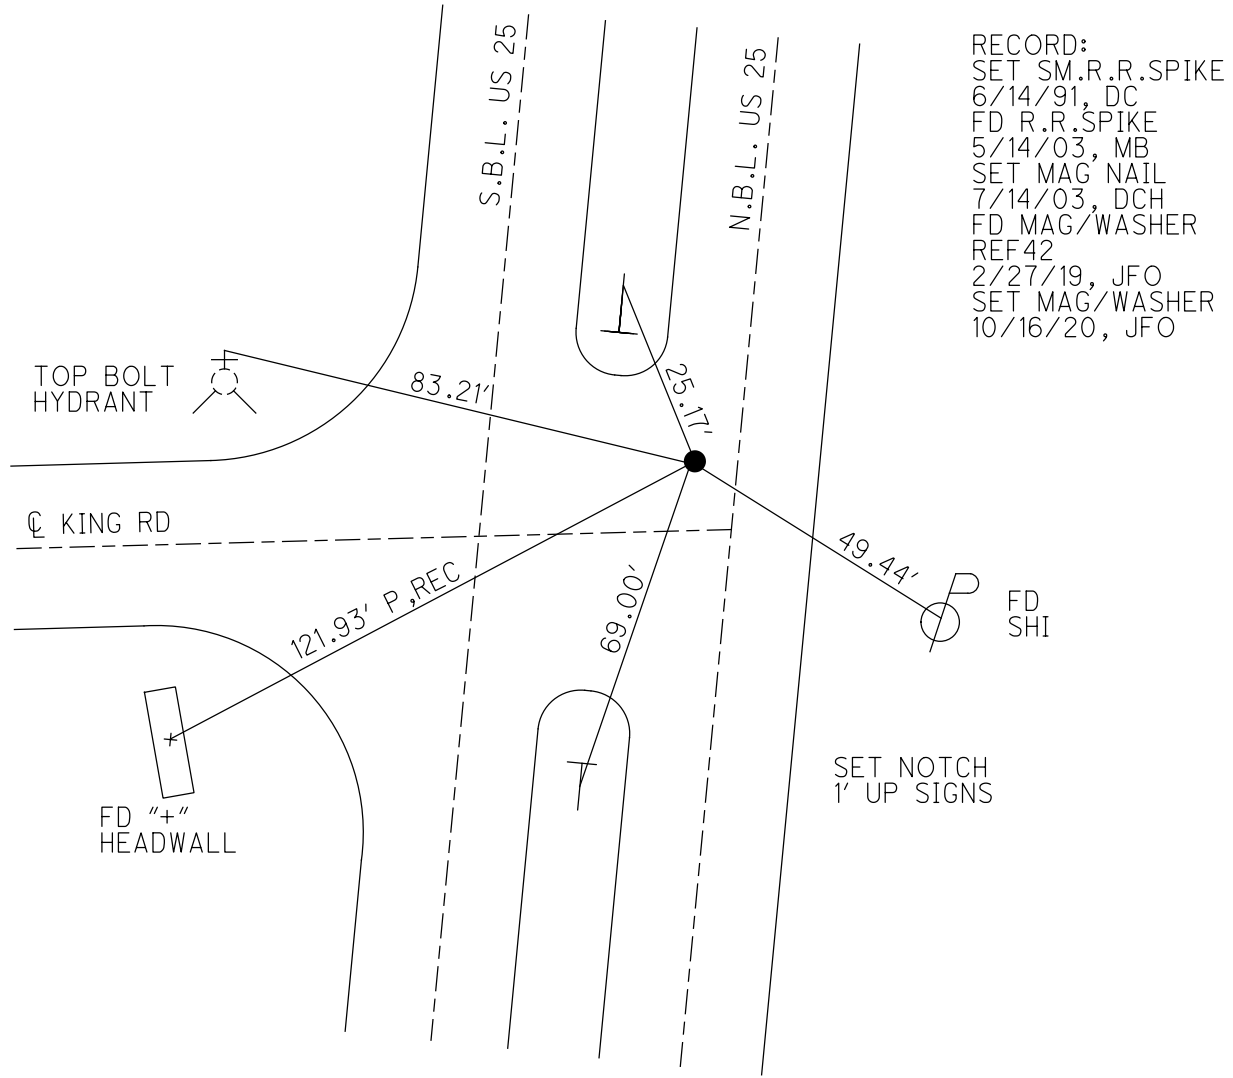 S.B.L. US 25
N.B.L. US 25
RECORD:
SET SM.R.R.SPIKE
6/14/91, DC
FD R.R.SPIKE
5/14/03, MB
SET MAG NAIL
7/14/03, DCH
FD MAG/WASHER
REF42
2/27/19, JFO
SET MAG/WASHER
10/16/20, JFO
TOP BOLT
HYDRANT
83.21'
25.17'
℄ KING RD
49.44'
121.93' P,REC
69.00'
FD
SHI
SET NOTCH
1' UP SIGNS
FD "+"
HEADWALL